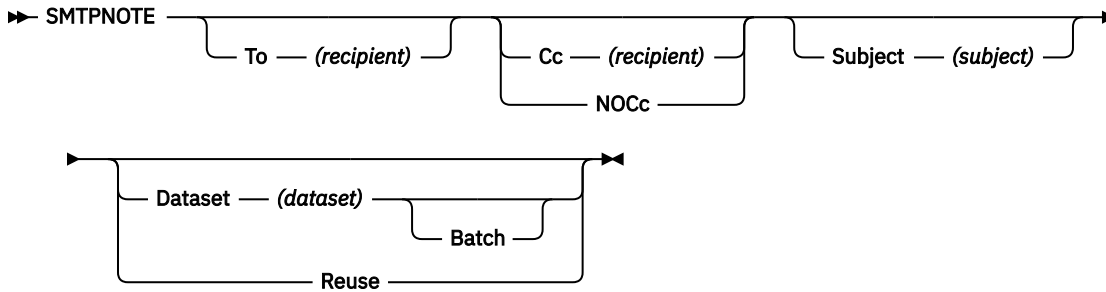 SMTPNOTE
To (recipient) Cc (recipient) Subject (subject)
NOCc
Dataset (dataset)
Batch
Reuse